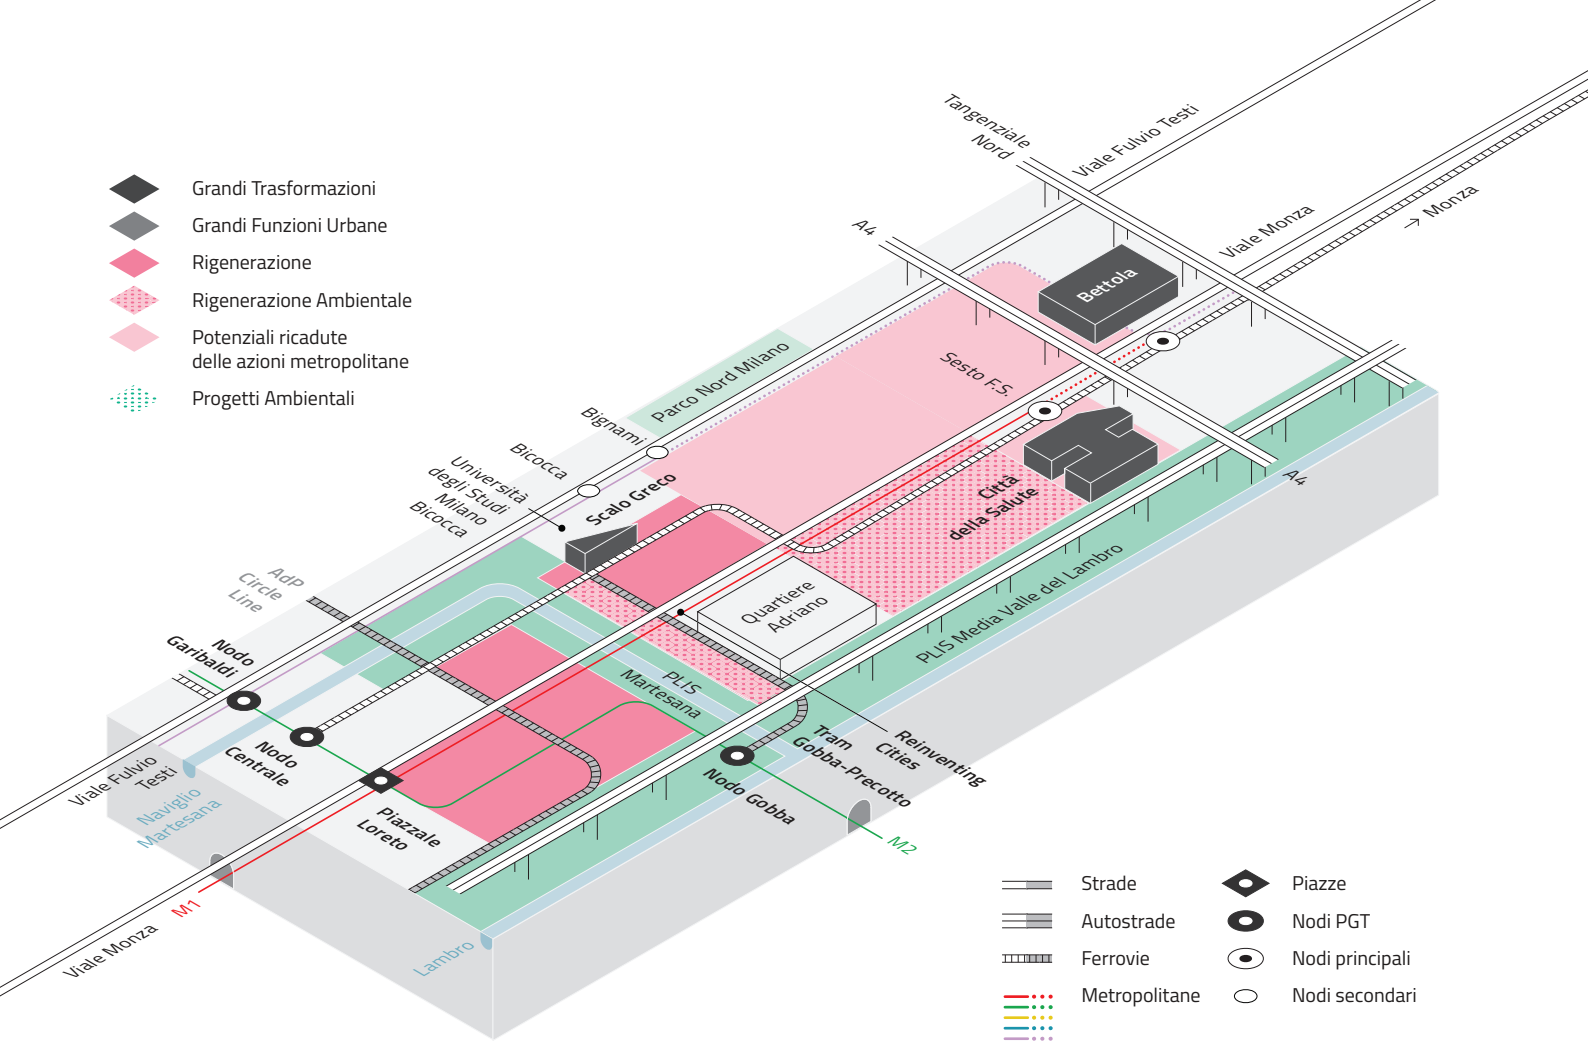 Grandi Trasformazioni
Grandi Funzioni Urbane
Rigenerazione
Rigenerazione Ambientale
Potenziali ricadute
delle azioni metropolitane
Progetti Ambientali
Tangenziale
Nord
Viale Fulvio Testi
A4
Viale Monza
→ Monza
Bettola
Sesto F.S.
Parco Nord Milano
Bignami
Bicocca
Università
degli Studi
Milano
Bicocca
Scalo Greco
Città
della Salute
A4
AdP
Circle
Line
Quartiere
Adriano
PLIS Media Valle del Lambro
Nodo
Garibaldi
PLIS
Martesana
Nodo
Centrale
Tram
Gobba-Precotto
Reinventing
Cities
Nodo Gobba
Viale Fulvio
Testi
Naviglio
Martesana
Piazzale
Loreto
M2
M1
Viale Monza
Lambro
Strade
Autostrade
Ferrovie
Metropolitane
Piazze
Nodi PGT
Nodi principali
Nodi secondari